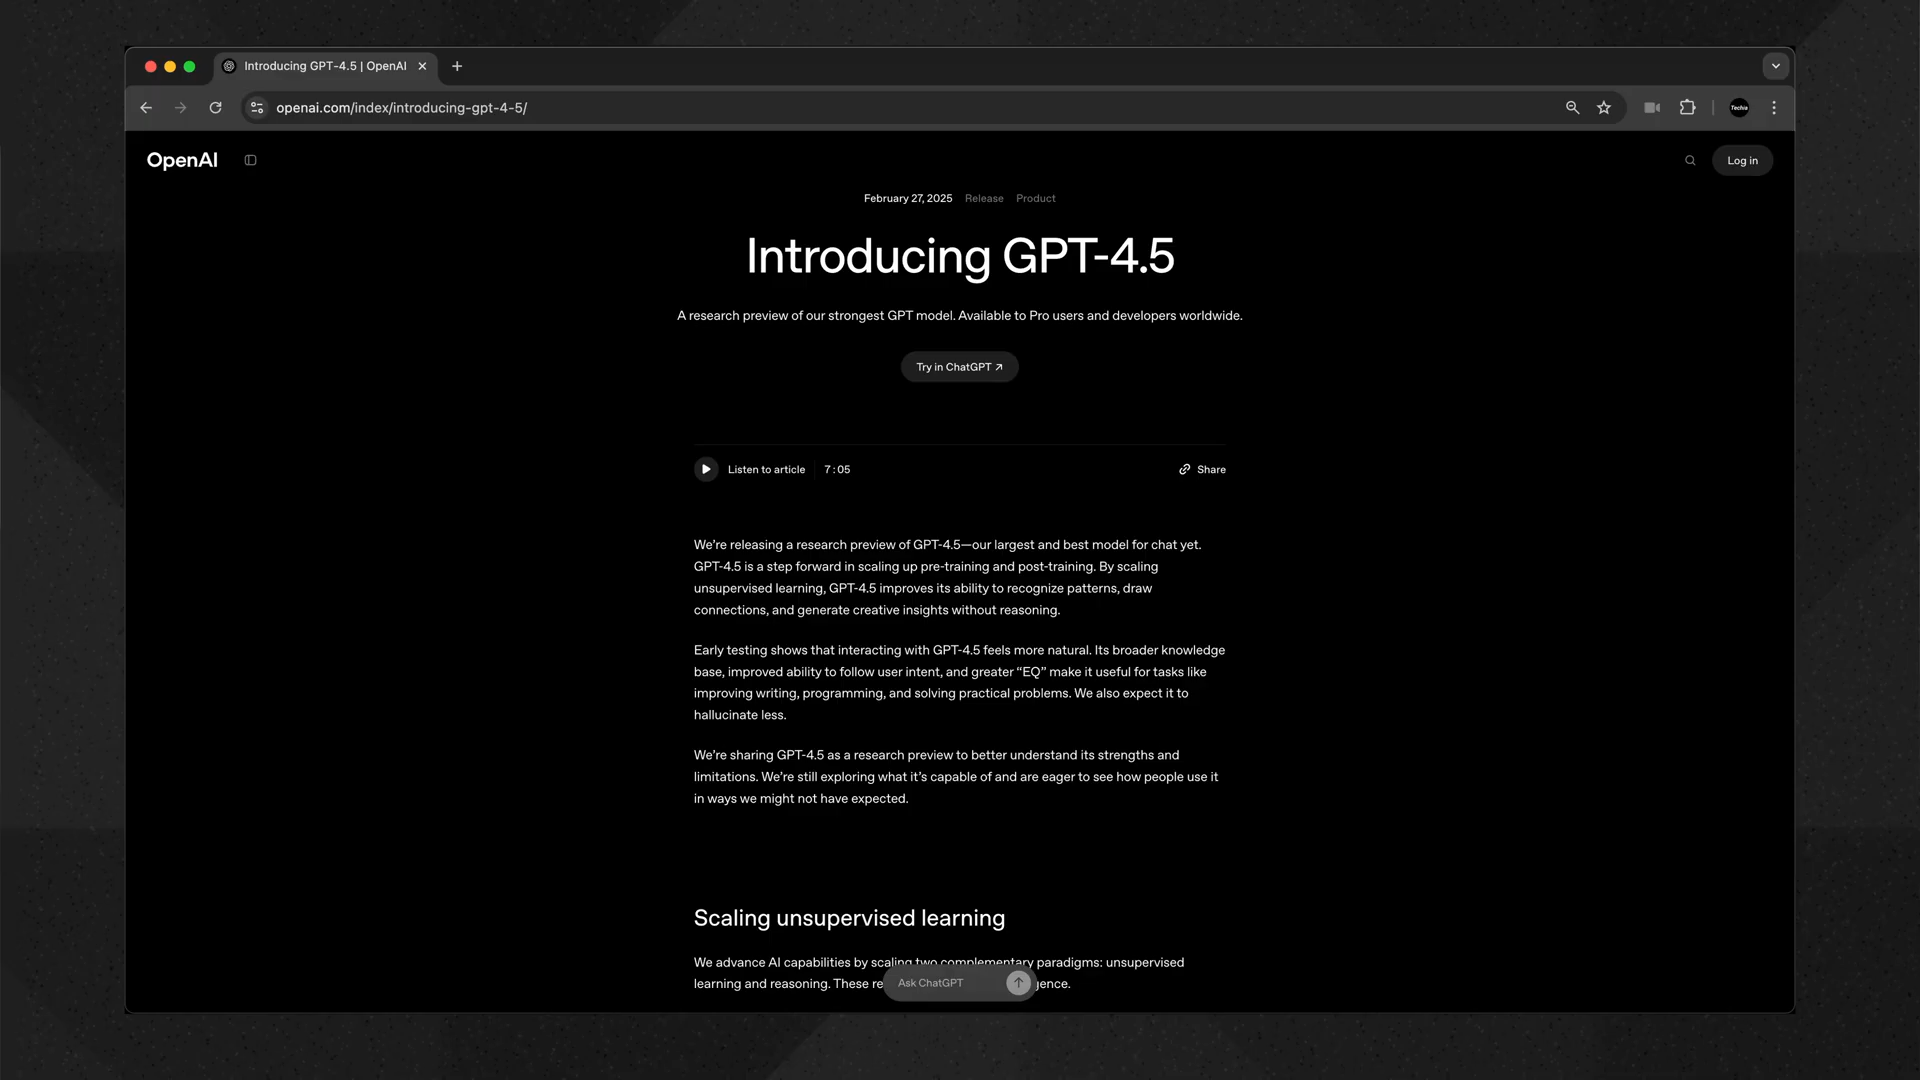 Introducing GPT-4.5 | OpenAI
openai.com/index/introducing-gpt-4-5/
Techie
OpenAI
Log in
February 27, 2025 Release Product
Introducing GPT-4.5
A research preview of our strongest GPT model. Available to Pro users and developers worldwide.
Try in ChatGPT ↗
Listen to article 7:05
Share
We're releasing a research preview of GPT-4.5—our largest and best model for chat yet.
GPT-4.5 is a step forward in scaling up pre-training and post-training. By scaling
unsupervised learning, GPT-4.5 improves its ability to recognize patterns, draw
connections, and generate creative insights without reasoning.
Early testing shows that interacting with GPT-4.5 feels more natural. Its broader knowledge
base, improved ability to follow user intent, and greater “EQ” make it useful for tasks like
improving writing, programming, and solving practical problems. We also expect it to
hallucinate less.
We’re sharing GPT-4.5 as a research preview to better understand its strengths and
limitations. We’re still exploring what it’s capable of and are eager to see how people use it
in ways we might not have expected.
Scaling unsupervised learning
We advance AI capabilities by scaling two complementary paradigms: unsupervised
learning and reasoning. These
Ask ChatGPT